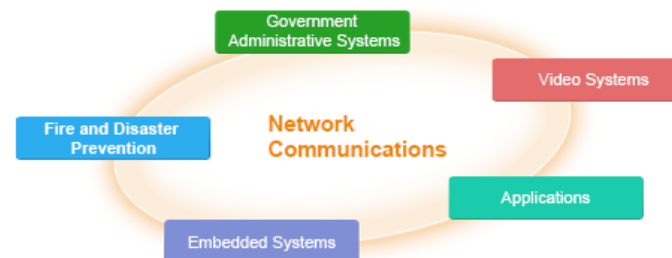 Government
Administrative Systems
Video Systems
Fire and Disaster
Prevention
Network
Communications
Applications
Embedded Systems